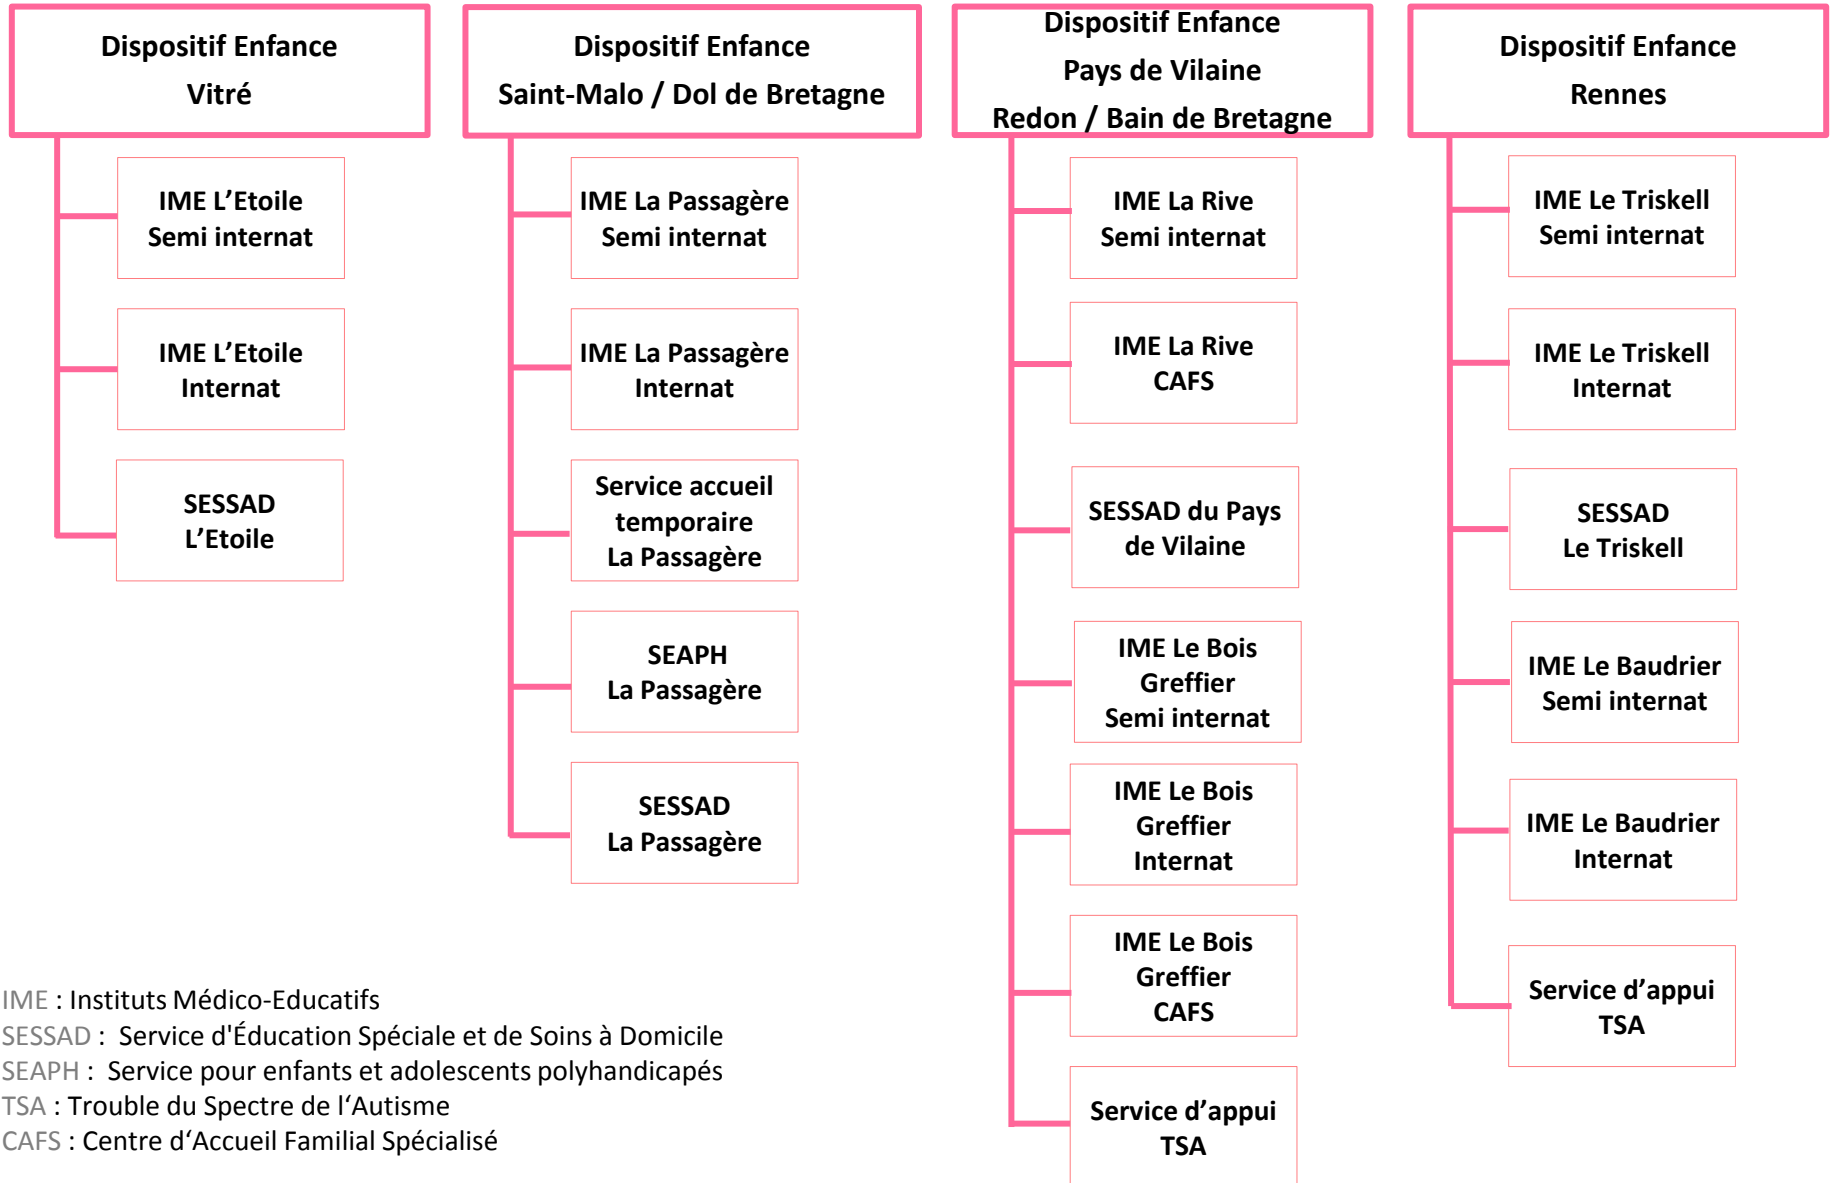 Dispositif Enfance
Vitré
IME L’Etoile
Semi internat
IME L’Etoile
Internat
SESSAD
L’Etoile
Dispositif Enfance
Saint-Malo / Dol de Bretagne
IME La Passagère
Semi internat
IME La Passagère
Internat
Service accueil
temporaire
La Passagère
SEAPH
La Passagère
SESSAD
La Passagère
Dispositif Enfance
Pays de Vilaine
Redon / Bain de Bretagne
IME La Rive
Semi internat
IME La Rive
CAFS
SESSAD du Pays
de Vilaine
IME Le Bois
Greffier
Semi internat
IME Le Bois
Greffier
Internat
IME Le Bois
Greffier
CAFS
Service d’appui
TSA
Dispositif Enfance
Rennes
IME Le Triskell
Semi internat
IME Le Triskell
Internat
SESSAD
Le Triskell
IME Le Baudrier
Semi internat
IME Le Baudrier
Internat
Service d’appui
TSA
IME : Instituts Médico-Educatifs
SESSAD :  Service d'Éducation Spéciale et de Soins à Domicile
SEAPH :  Service pour enfants et adolescents polyhandicapés
TSA : Trouble du Spectre de l‘Autisme
CAFS : Centre d‘Accueil Familial Spécialisé